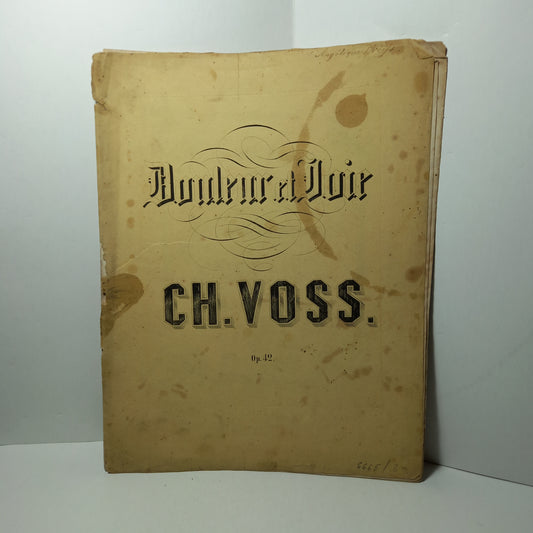 Douleur et Joie
CH. VOSS.
Op. 42.